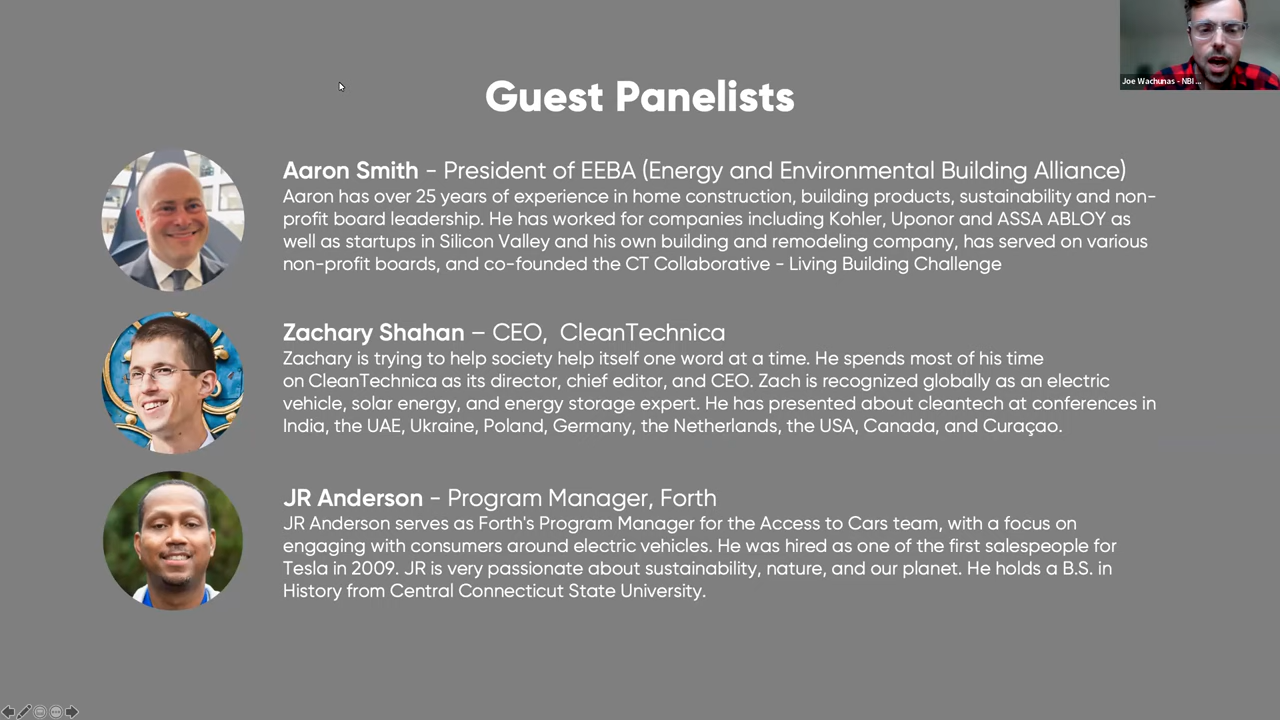 Joe Wachunas - NBI ...
Guest Panelists
Aaron Smith - President of EEBA (Energy and Environmental Building Alliance)
Aaron has over 25 years of experience in home construction, building products, sustainability and non-
profit board leadership. He has worked for companies including Kohler, Uponor and ASSA ABLOY as
well as startups in Silicon Valley and his own building and remodeling company, has served on various
non-profit boards, and co-founded the CT Collaborative - Living Building Challenge
Zachary Shahan – CEO,  CleanTechnica
Zachary is trying to help society help itself one word at a time. He spends most of his time
on CleanTechnica as its director, chief editor, and CEO. Zach is recognized globally as an electric
vehicle, solar energy, and energy storage expert. He has presented about cleantech at conferences in
India, the UAE, Ukraine, Poland, Germany, the Netherlands, the USA, Canada, and Curaçao.
JR Anderson - Program Manager, Forth
JR Anderson serves as Forth's Program Manager for the Access to Cars team, with a focus on
engaging with consumers around electric vehicles. He was hired as one of the first salespeople for
Tesla in 2009. JR is very passionate about sustainability, nature, and our planet. He holds a B.S. in
History from Central Connecticut State University.